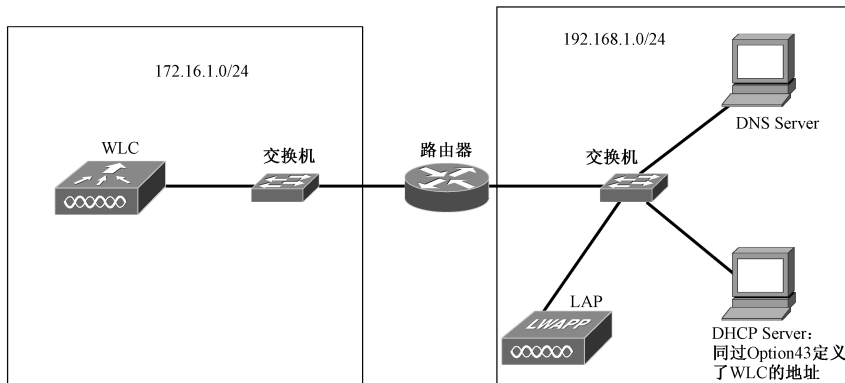 172.16.1.0/24
192.168.1.0/24
WLC
交换机
路由器
交换机
DNS Server
LAP
LWAPP
DHCP Server：
同过Option43定义
了WLC的地址